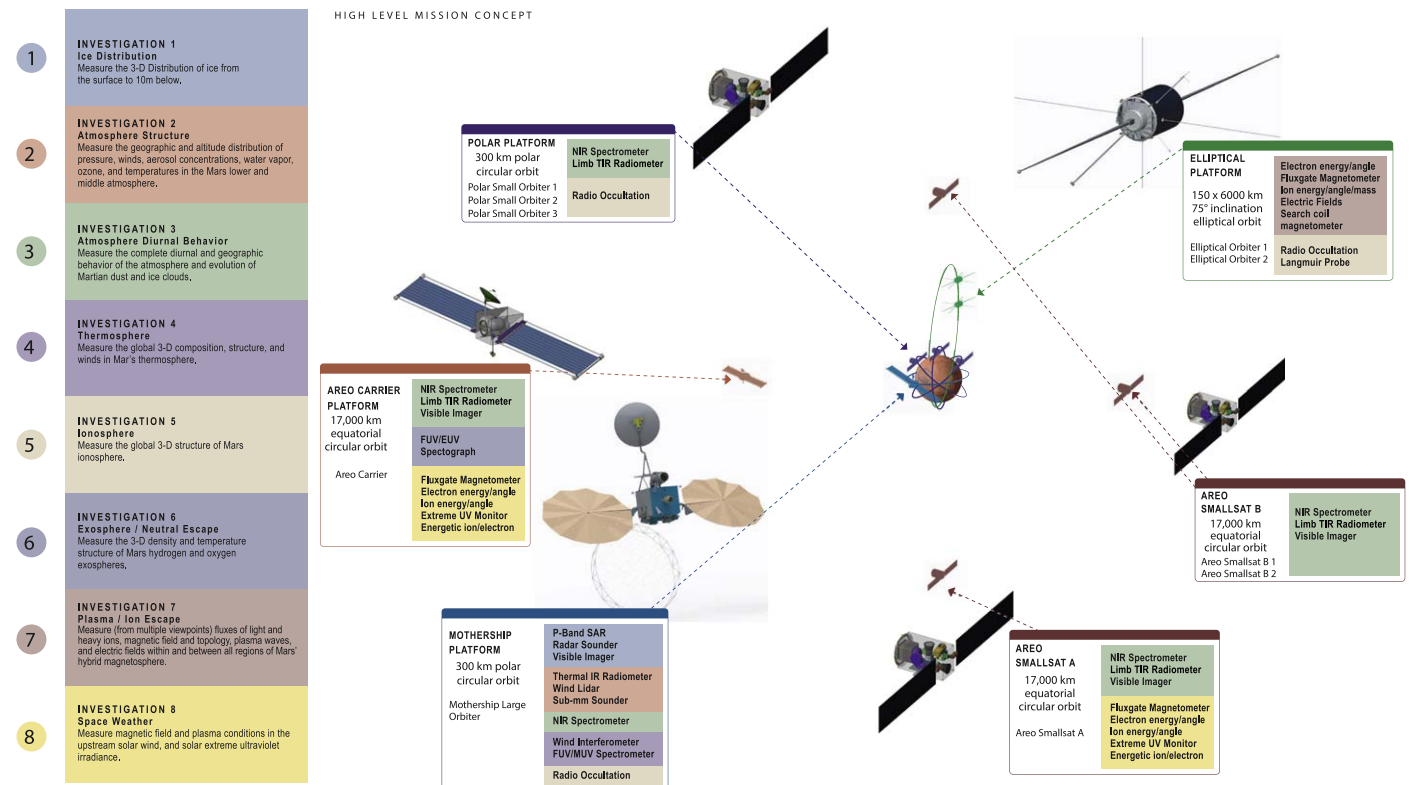 HIGH LEVEL MISSION CONCEPT
1
INVESTIGATION 1
Ice Distribution
Measure the 3-D Distribution of ice from
the surface to 10m below.
2
INVESTIGATION 2
Atmosphere Structure
Measure the geographic and altitude distribution of
pressure, winds, aerosol concentrations, water vapor,
ozone, and temperatures in the Mars lower and
middle atmosphere.
3
INVESTIGATION 3
Atmosphere Diurnal Behavior
Measure the complete diurnal and geographic
behavior of the atmosphere and evolution of
Martian dust and ice clouds.
4
INVESTIGATION 4
Thermosphere
Measure the global 3-D composition, structure, and
winds in Mar's thermosphere.
5
INVESTIGATION 5
Ionosphere
Measure the global 3-D structure of Mars
ionosphere.
6
INVESTIGATION 6
Exosphere / Neutral Escape
Measure the 3-D density and temperature
structure of Mars hydrogen and oxygen
exospheres.
7
INVESTIGATION 7
Plasma / Ion Escape
Measure (from multiple viewpoints) fluxes of light and
heavy ions, magnetic field and topology, plasma waves,
and electric fields within and between all regions of Mars'
hybrid magnetosphere.
8
INVESTIGATION 8
Space Weather
Measure magnetic field and plasma conditions in the
upstream solar wind, and solar extreme ultraviolet
irradiance.
POLAR PLATFORM
300 km polar
circular orbit
Polar Small Orbiter 1
Polar Small Orbiter 2
Polar Small Orbiter 3
NIR Spectrometer
Limb TIR Radiometer
Radio Occultation
ELLIPTICAL
PLATFORM
150 x 6000 km
75° inclination
elliptical orbit
Elliptical Orbiter 1
Elliptical Orbiter 2
Electron energy/angle
Fluxgate Magnetometer
Ion energy/angle/mass
Electric Fields
Search coil
magnetometer
Radio Occultation
Langmuir Probe
AREO CARRIER
PLATFORM
17,000 km
equatorial
circular orbit
Areo Carrier
NIR Spectrometer
Limb TIR Radiometer
Visible Imager
FUV/EUV
Spectograph
Fluxgate Magnetometer
Electron energy/angle
Ion energy/angle
Extreme UV Monitor
Energetic ion/electron
AREO
SMALLSAT B
17,000 km
equatorial
circular orbit
Areo Smallsat B 1
Areo Smallsat B 2
NIR Spectrometer
Limb TIR Radiometer
Visible Imager
MOTHERSHIP
PLATFORM
300 km polar
circular orbit
Mothership Large
Orbiter
P-Band SAR
Radar Sounder
Visible Imager
Thermal IR Radiometer
Wind Lidar
Sub-mm Sounder
NIR Spectrometer
Wind Interferometer
FUV/MUV Spectrometer
Radio Occultation
AREO
SMALLSAT A
17,000 km
equatorial
circular orbit
Areo Smallsat A
NIR Spectrometer
Limb TIR Radiometer
Visible Imager
Fluxgate Magnetometer
Electron energy/angle
Ion energy/angle
Extreme UV Monitor
Energetic ion/electron